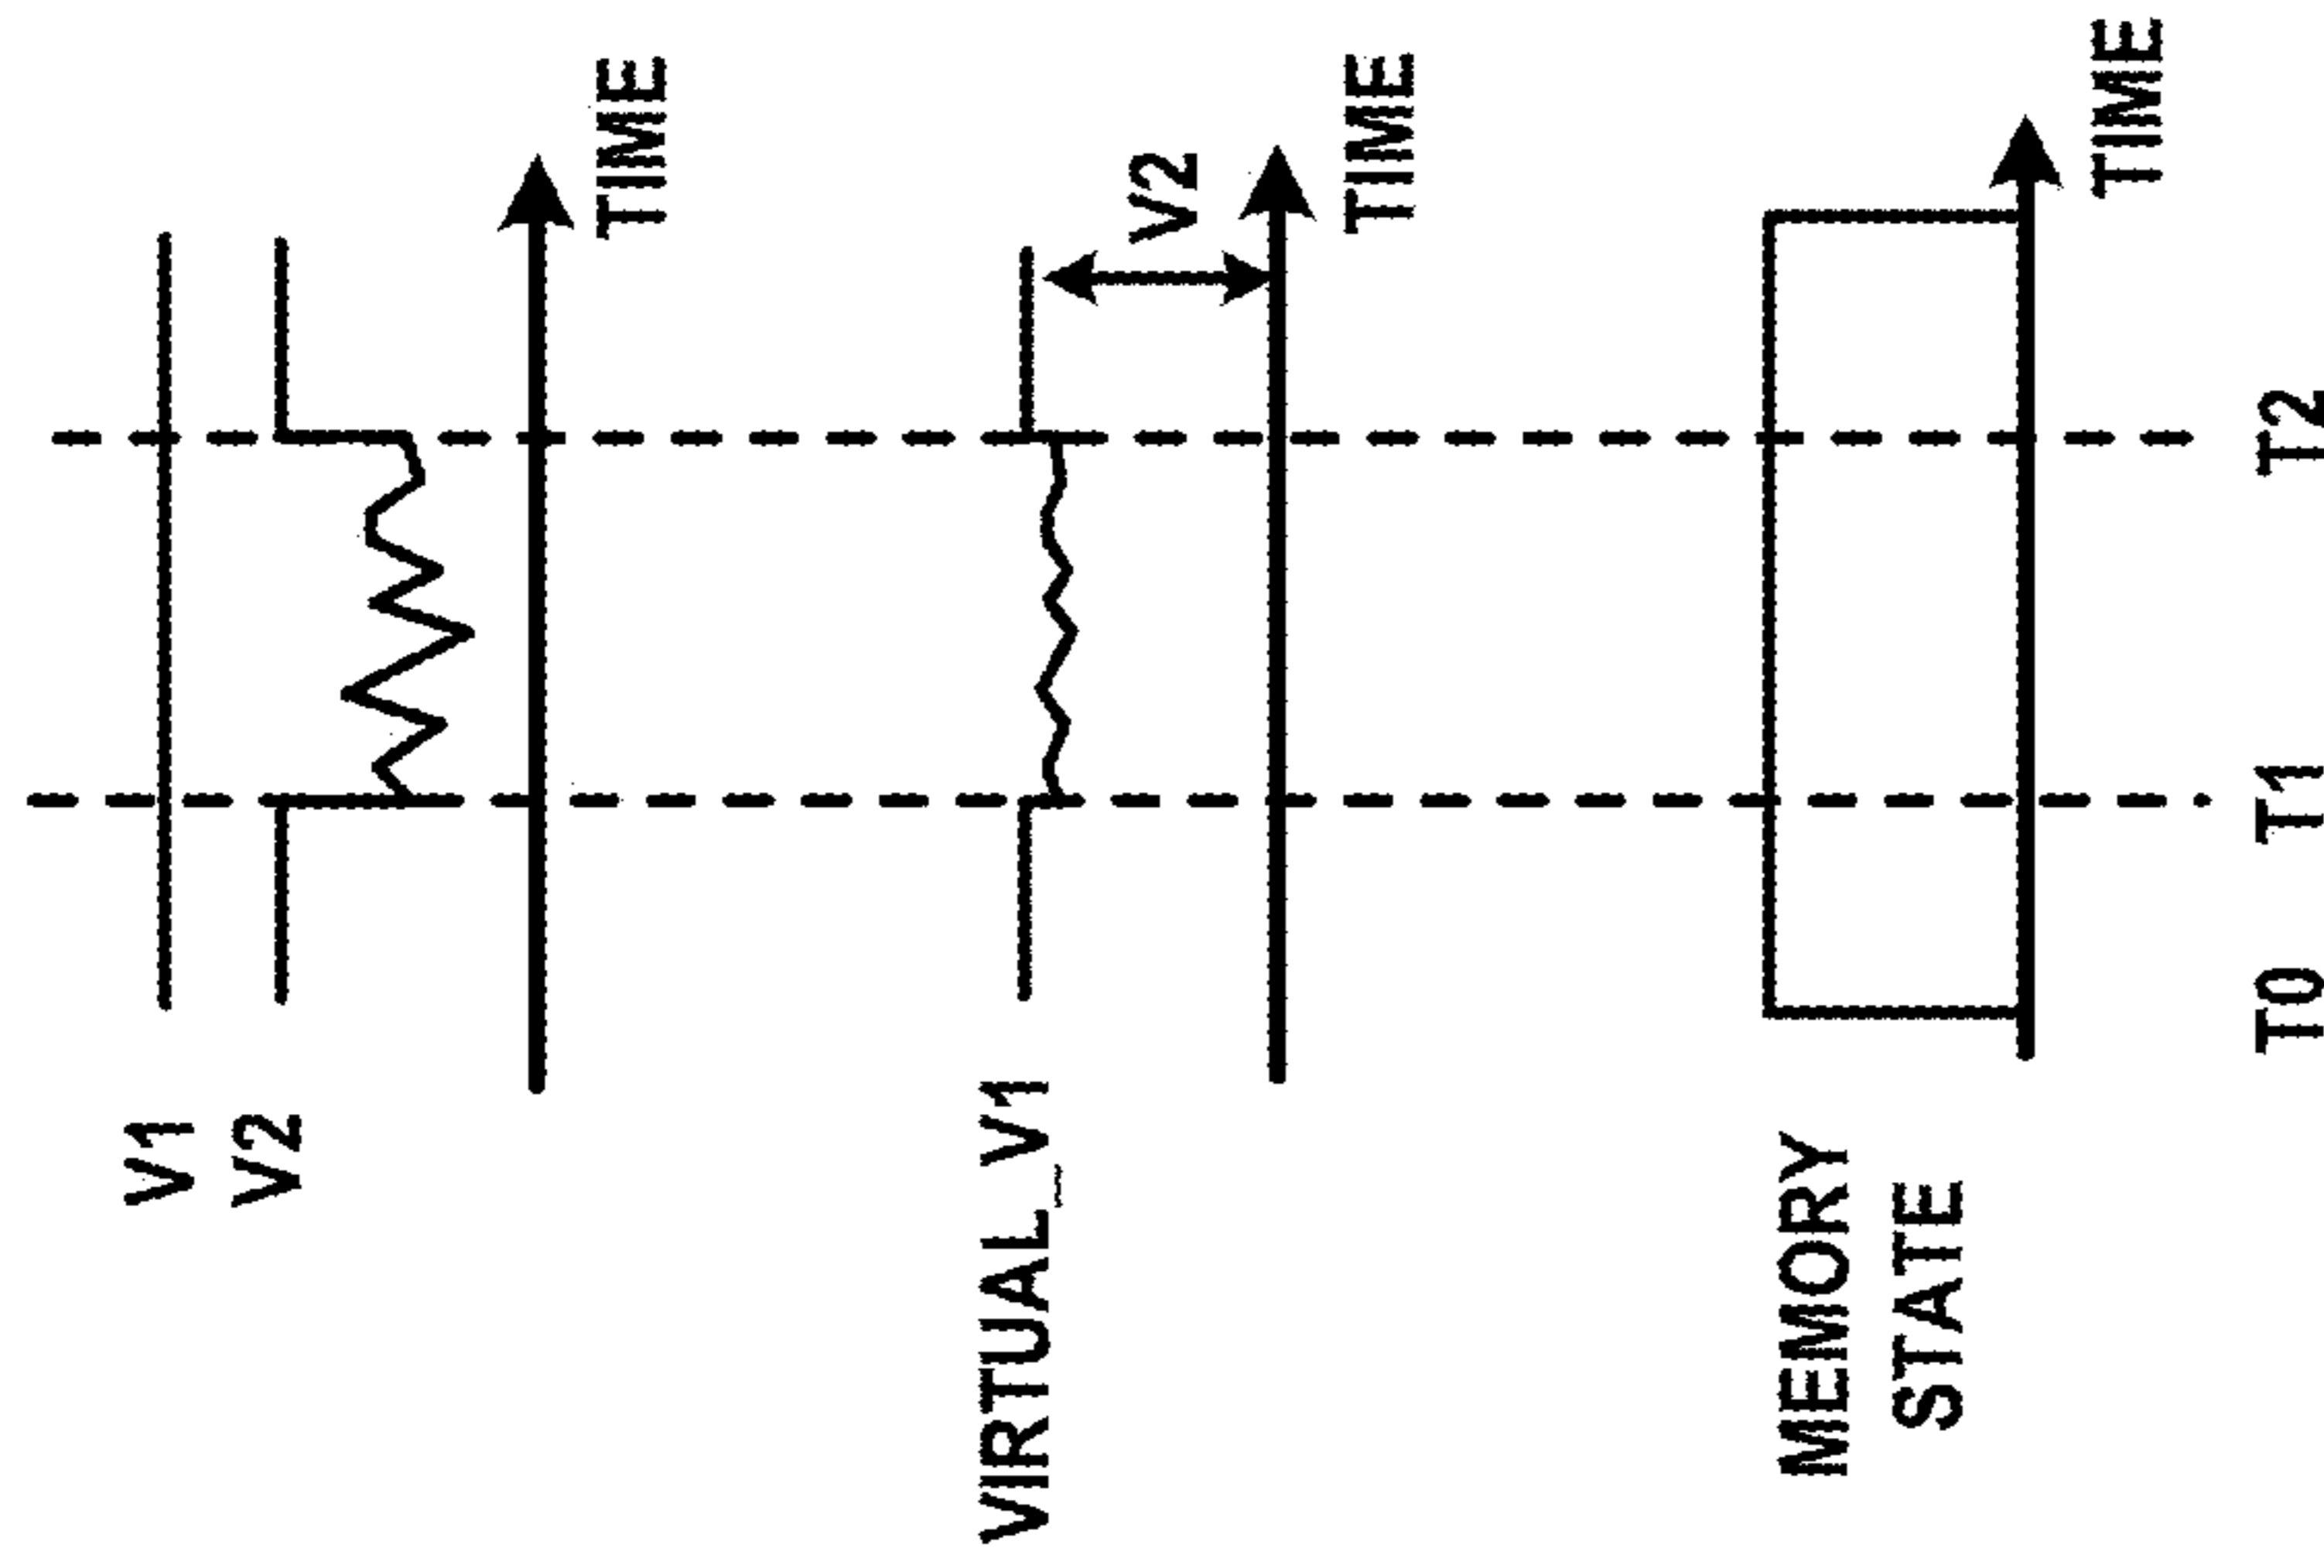 V1
V2
TIME
VIRTUAL_V1
V2
TIME
MEMORY
STATE
TIME
T0 T1 T2